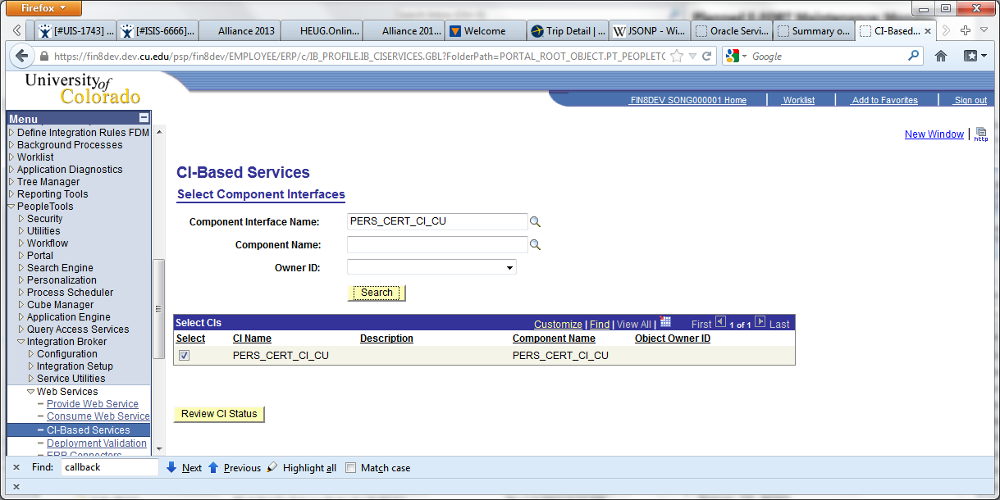 Firefox
[#UIS-1743] ...
[#ISIS-6666]...
Alliance 2013
HEUG.Onlin...
Alliance 201...
Welcome
Trip Detail | ...
JSONP - Wi...
Oracle Servi...
Summary o...
CI-Based...
https://fin8dev.dev.cu.edu/psp/fin8dev/EMPLOYEE/ERP/c/IB_PROFILE.IB_CISERVICES.GBL?FolderPath=PORTAL_ROOT_OBJECT.PT_PEOPLETO
Google
University of
Colorado
FIN8DEV SONG000001 Home
Worklist
Add to Favorites
Sign out
New Window
http
Menu
Define Integration Rules FDM
Background Processes
Worklist
Application Diagnostics
Tree Manager
Reporting Tools
PeopleTools
Security
Utilities
Workflow
Portal
Search Engine
Personalization
Process Scheduler
Cube Manager
Application Engine
Query Access Services
Integration Broker
Configuration
Integration Setup
Service Utilities
Web Services
Provide Web Service
Consume Web Service
CI-Based Services
Deployment Validation
ERP Connectors
CI-Based Services
Select Component Interfaces
Component Interface Name: PERS_CERT_CI_CU
Component Name:
Owner ID:
Search
Select CIs Customize | Find | View All | First 1 of 1 Last
Select CI Name Description Component Name Object Owner ID
PERS_CERT_CI_CU PERS_CERT_CI_CU
Review CI Status
Find: callback Next Previous Highlight all Match case